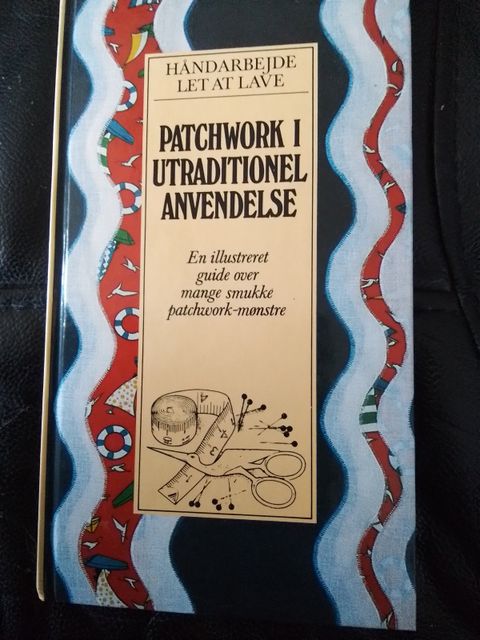 HÅNDARBEJDE
LET AT LAVE
PATCHWORK I
UTRADITIONEL
ANVENDELSE
En illustreret
guide over
mange smukke
patchwork-mønstre